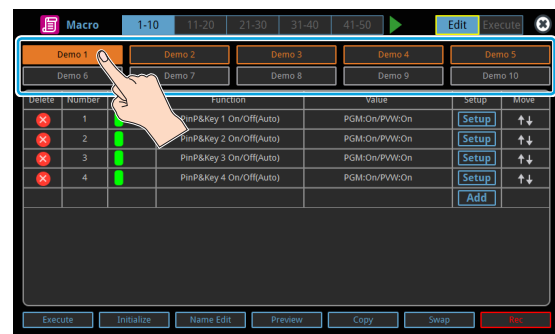 Macro 1-10 11-20 21-30 31-40 41-50 Edit Execute
Demo 1 Demo 2 Demo 3 Demo 4 Demo 5
Demo 6 Demo 7 Demo 8 Demo 9 Demo 10
Delete Number Function Value Setup Move
1 PinP&Key 1 On/Off(Auto) PGM:On/PVW:On Setup
2 PinP&Key 2 On/Off(Auto) PGM:On/PVW:On Setup
3 PinP&Key 3 On/Off(Auto) PGM:On/PVW:On Setup
4 PinP&Key 4 On/Off(Auto) PGM:On/PVW:On Setup
Add
Execute Initialize Name Edit Preview Copy Swap Rec